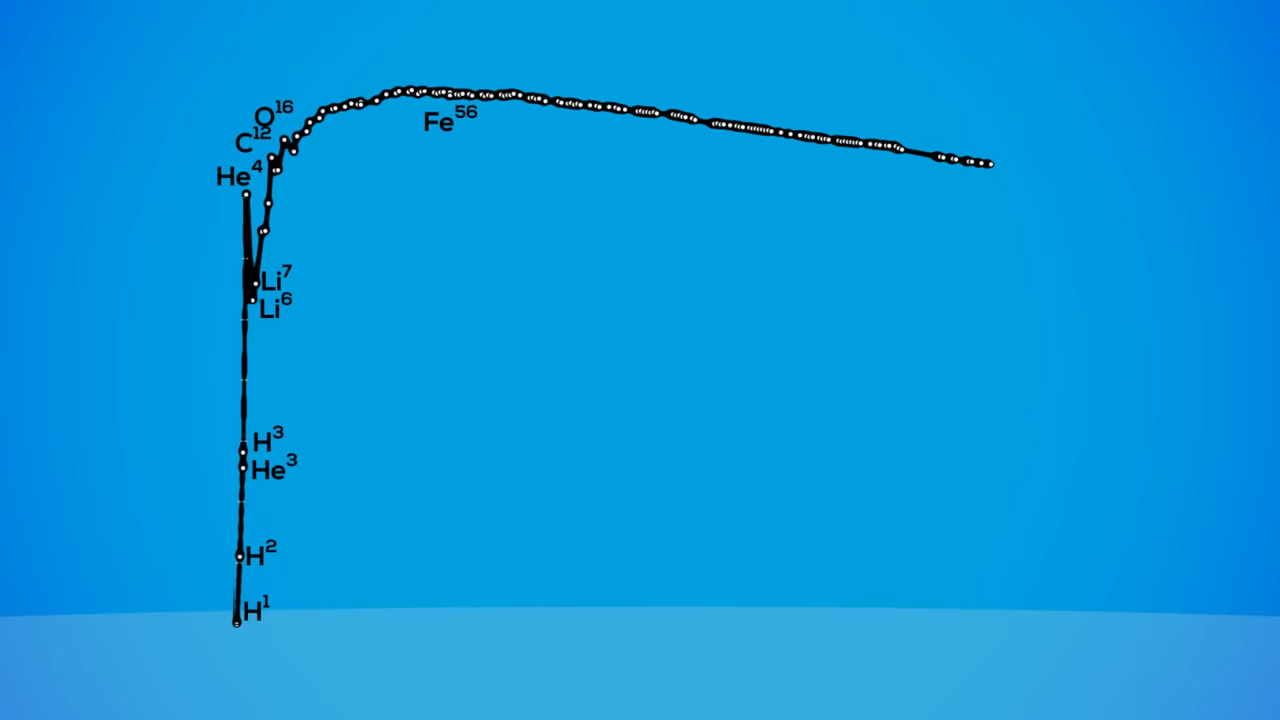 O¹⁶
C¹²
Fe⁵⁶
He⁴
Li⁷
Li⁶
H³
He³
H²
H¹